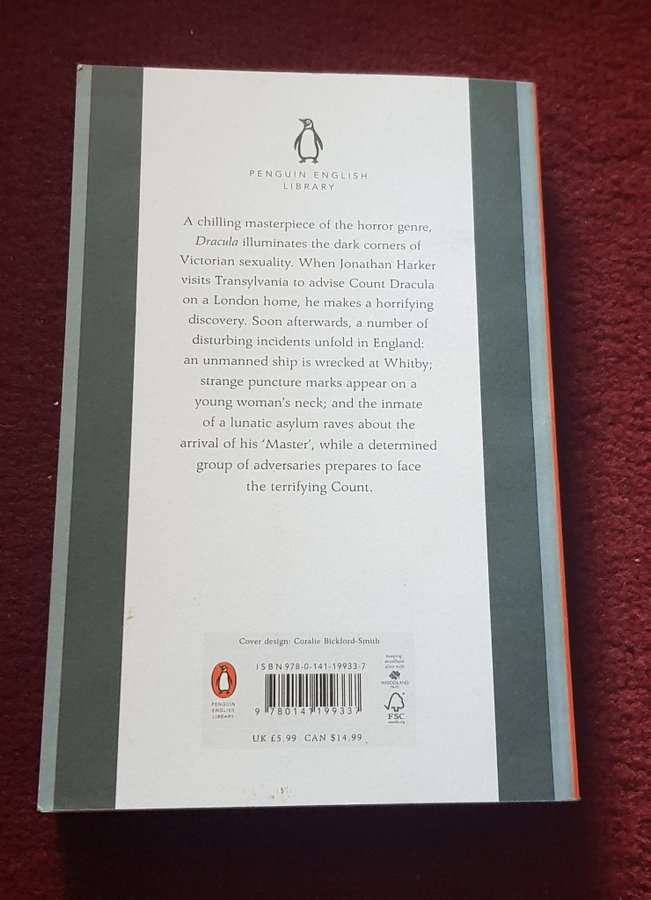 PENGUIN ENGLISH
LIBRARY
A chilling masterpiece of the horror genre,
Dracula illuminates the dark corners of
Victorian sexuality. When Jonathan Harker
visits Transylvania to advise Count Dracula
on a London home, he makes a horrifying
discovery. Soon afterwards, a number of
disturbing incidents unfold in England:
an unmanned ship is wrecked at Whitby;
strange puncture marks appear on a
young woman's neck; and the inmate
of a lunatic asylum raves about the
arrival of his 'Master', while a determined
group of adversaries prepares to face
the terrifying Count.
Cover design: Coralie Bickford-Smith
ISBN 978-0-141-19933-7
9 780141 199337
PENGUIN
ENGLISH
LIBRARY
keeping
woodland
alive with
WOODLAND
FSC
UK £5.99 CAN $14.99